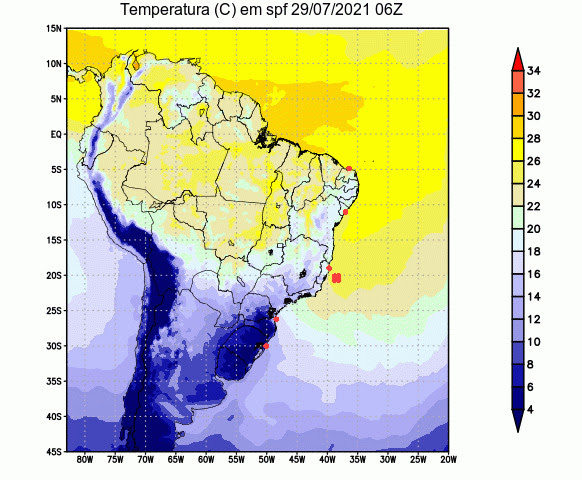 Temperatura (C) em spf 29/07/2021 06Z
15N
10N
5N
EQ
5S
10S
15S
20S
25S
30S
35S
40S
45S
80W 75W 70W 65W 60W 55W 50W 45W 40W 35W 30W 25W 20W
34
32
30
28
26
24
22
20
18
16
14
12
10
8
6
4